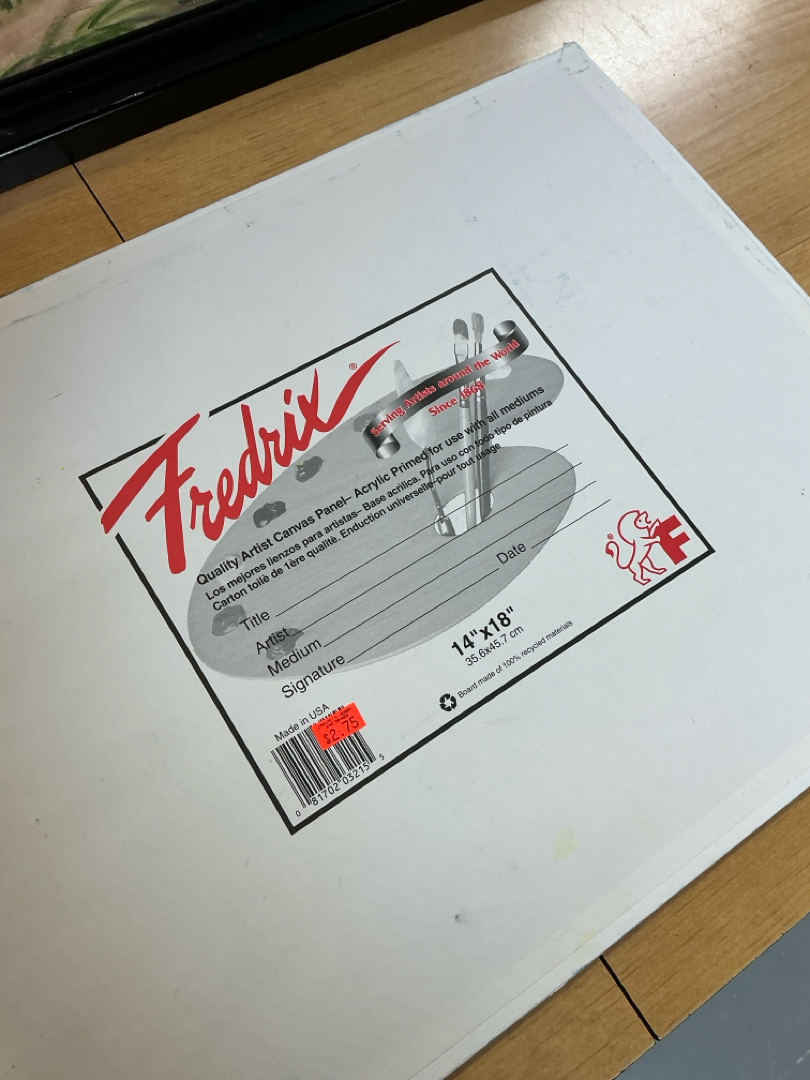 Fredrix®
Serving Artists around the World
Since 1868
Quality Artist Canvas Panel– Acrylic Primed for use with all mediums
Los mejores lienzos para artistas– Base acrilica. Para uso con todo tipo de pintura
Carton toilé de 1ère qualité. Enduction universelle–pour tout usage
Title
Artist
Medium
Date
Signature
14"x18"
35.6x45.7 cm
Board made of 100% recycled materials
® F
Made in USA
$2.75
0 81702 03215 5